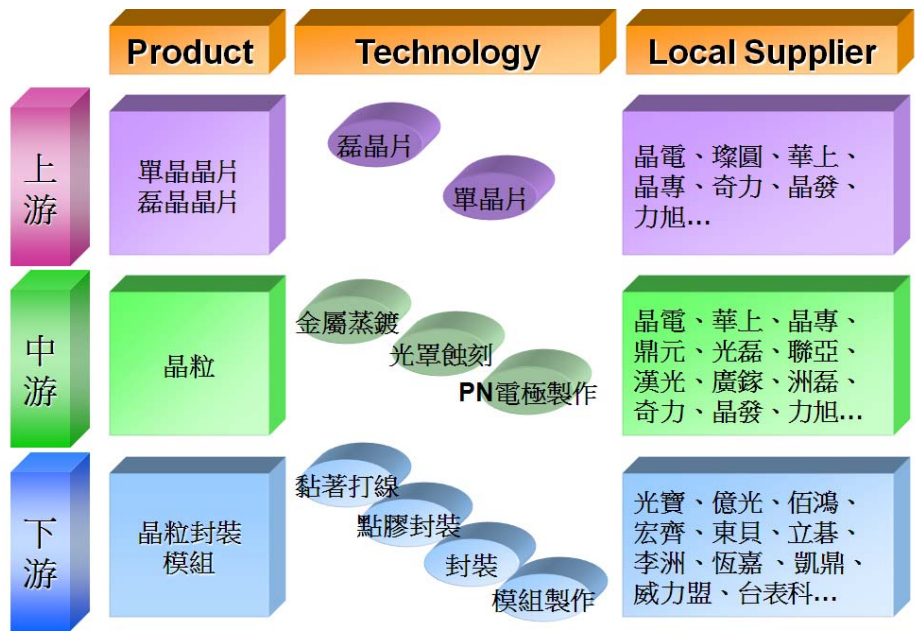 Product
Technology
Local Supplier
上游
單晶晶片
磊晶晶片
磊晶片
單晶片
晶電、璨圓、華上、
晶專、奇力、晶發、
力旭...
中游
晶粒
金屬蒸鍍
光罩蝕刻
PN電極製作
晶電、華上、晶專、
鼎元、光磊、聯亞、
漢光、廣鎵、洲磊、
奇力、晶發、力旭...
下游
晶粒封裝
模組
黏著打線
點膠封裝
封裝
模組製作
光寶、億光、佰鴻、
宏齊、東貝、立碁、
李洲、恆嘉、凱鼎、
威力盟、台表科...